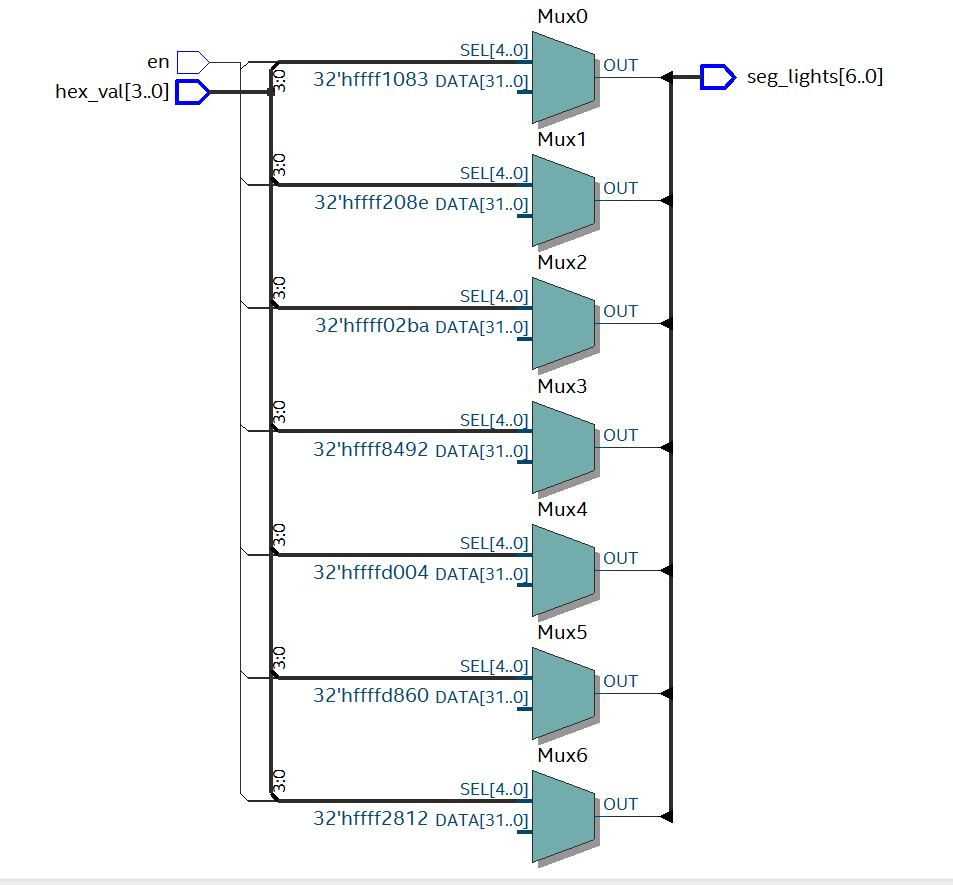 Mux0
en
SEL[4..0]
hex_val[3..0]
3:0
32'hffff1083 DATA[31..0]
OUT
seg_lights[6..0]
Mux1
3:0
SEL[4..0]
32'hffff208e DATA[31..0]
OUT
Mux2
3:0
SEL[4..0]
32'hffff02ba DATA[31..0]
OUT
Mux3
3:0
SEL[4..0]
32'hffff8492 DATA[31..0]
OUT
Mux4
3:0
SEL[4..0]
32'hffffd004 DATA[31..0]
OUT
Mux5
3:0
SEL[4..0]
32'hffffd860 DATA[31..0]
OUT
Mux6
3:0
SEL[4..0]
32'hffff2812 DATA[31..0]
OUT